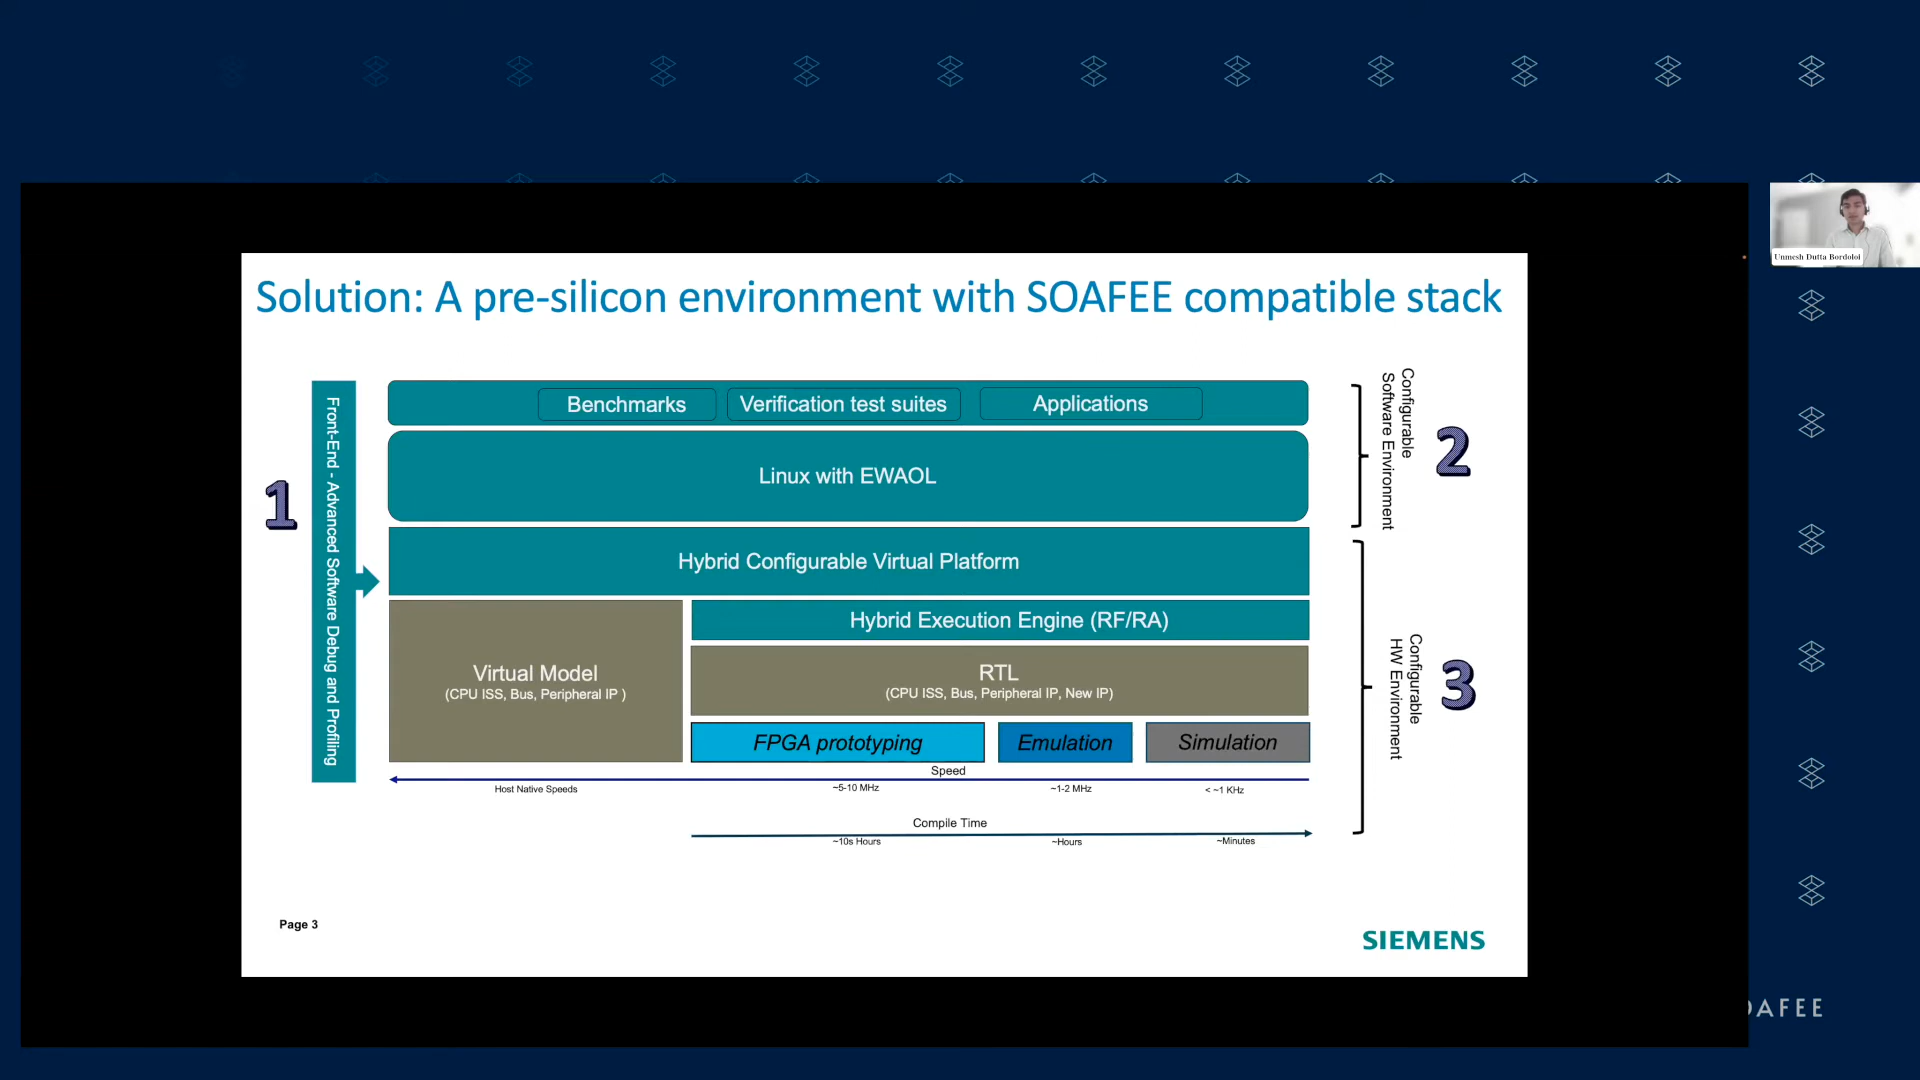 Unmesh Dutta Bordoloi
Solution: A pre-silicon environment with SOAFEE compatible stack
1
Front-End - Advanced Software Debug and Profiling
Benchmarks
Verification test suites
Applications
Linux with EWAOL
Configurable
Software Environment
2
Hybrid Configurable Virtual Platform
Hybrid Execution Engine (RF/RA)
Virtual Model
(CPU ISS, Bus, Peripheral IP )
RTL
(CPU ISS, Bus, Peripheral IP, New IP)
FPGA prototyping
Emulation
Simulation
Configurable
HW Environment
3
Speed
Host Native Speeds
~5-10 MHz
~1-2 MHz
< ~1 KHz
Compile Time
~10s Hours
~Hours
~Minutes
Page 3
SIEMENS
OAFEE